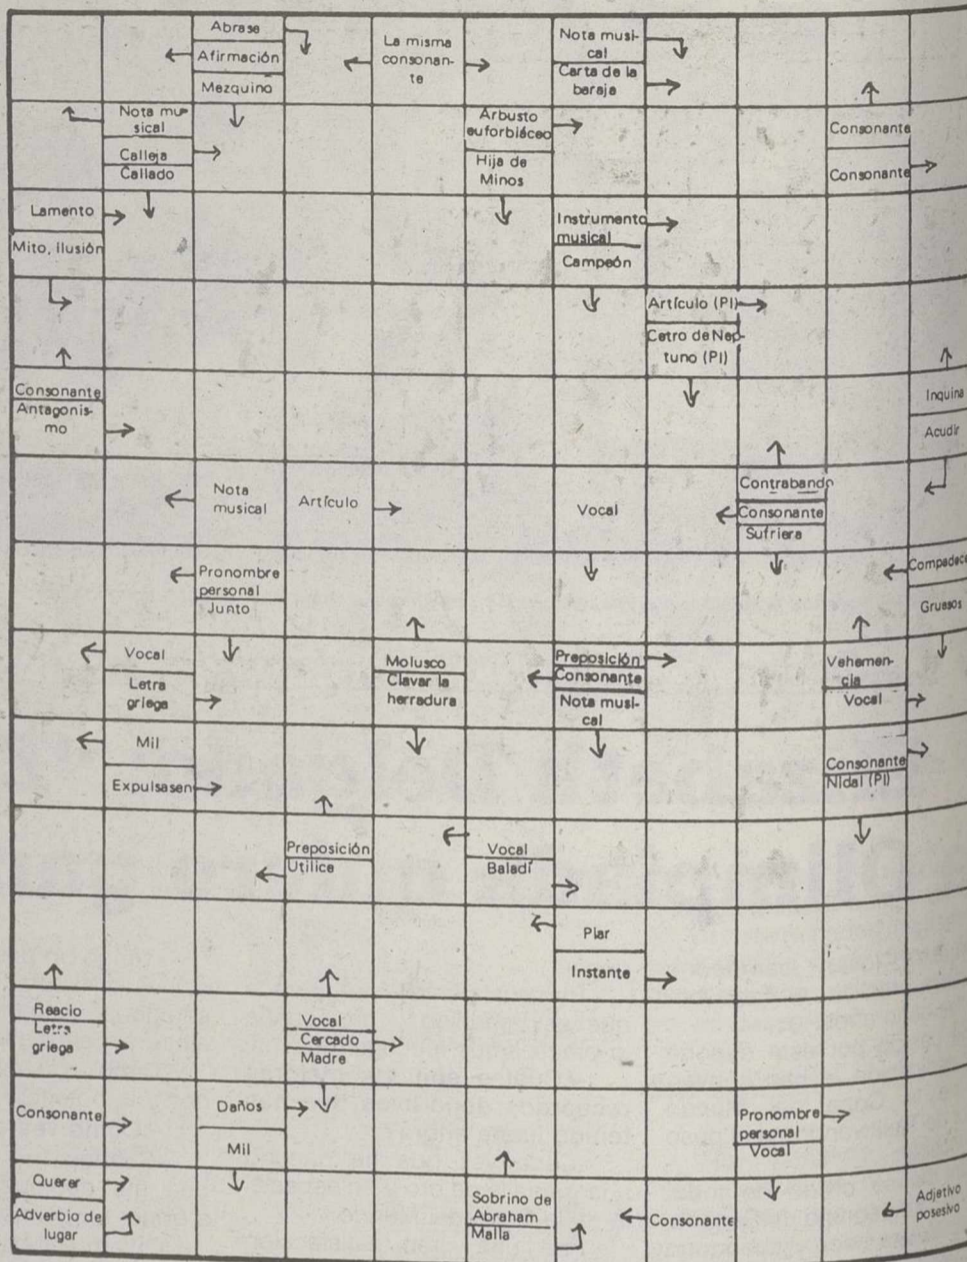 Abrase
Afirmación
Mezquino
La misma
consonan-
te
Nota musi-
cal
Carta de la
baraja
Nota mu-
sical
Calleja
Callado
Arbusto
euforbiáceo
Hija de
Minos
Consonante
Consonante
Lamento
Mito, ilusión
Instrumento
musical
Campeón
Artículo (Pl)
Cetro de Nep-
tuno (Pl)
Consonante
Antagonis-
mo
Inquina
Acudir
Nota
musical
Artículo
Vocal
Contrabando
Consonante
Sufriera
Pronombre
personal
Junto
Compadece
Gruesos
Vocal
Letra
griega
Molusco
Clavar la
herradura
Preposición
Consonante
Nota musi-
cal
Vehemen-
cia
Vocal
Mil
Expulsasen
Consonante
Nidal (Pl)
Preposición
Utilice
Vocal
Baladí
Piar
Instante
Reacio
Letra
griega
Vocal
Cercado
Madre
Consonante
Daños
Mil
Pronombre
personal
Vocal
Querer
Adverbio de
lugar
Sobrino de
Abraham
Malla
Consonante
Adjetivo
posesivo